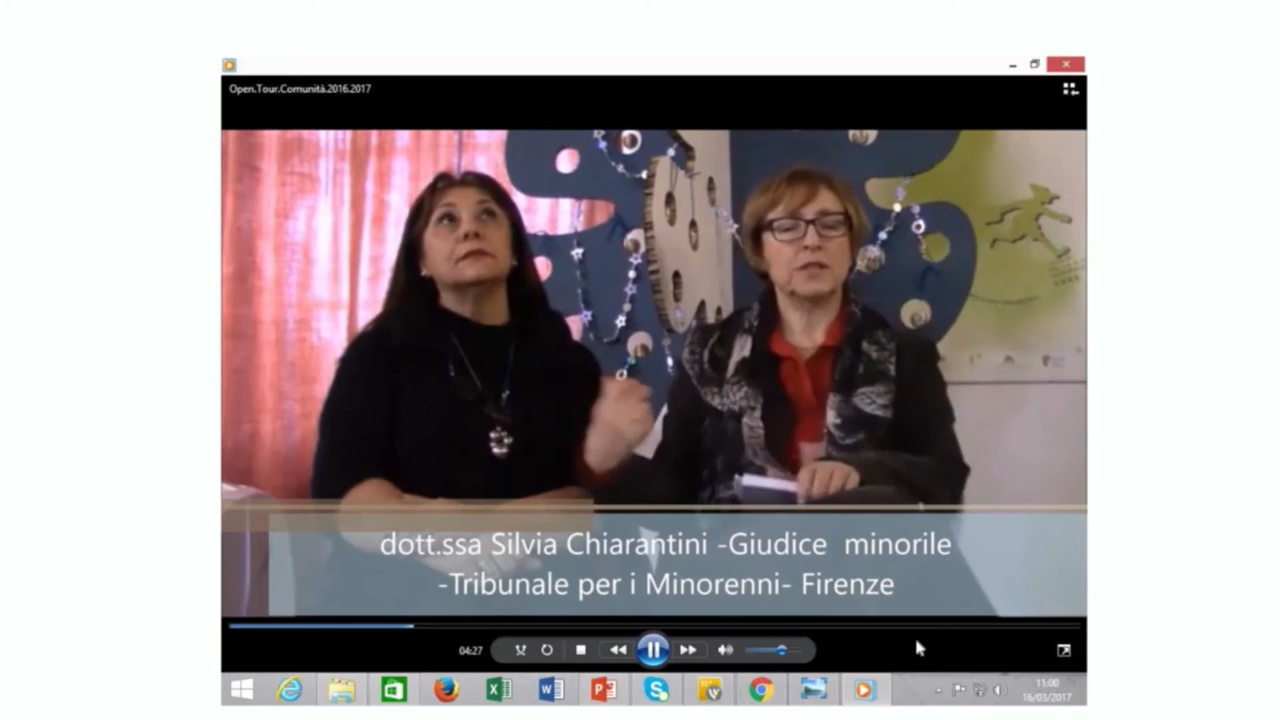 Open.Tour.Comunità.2016.2017
dott.ssa Silvia Chiarantini -Giudice  minorile
-Tribunale per i Minorenni- Firenze
04:27
11:00
16/03/2017